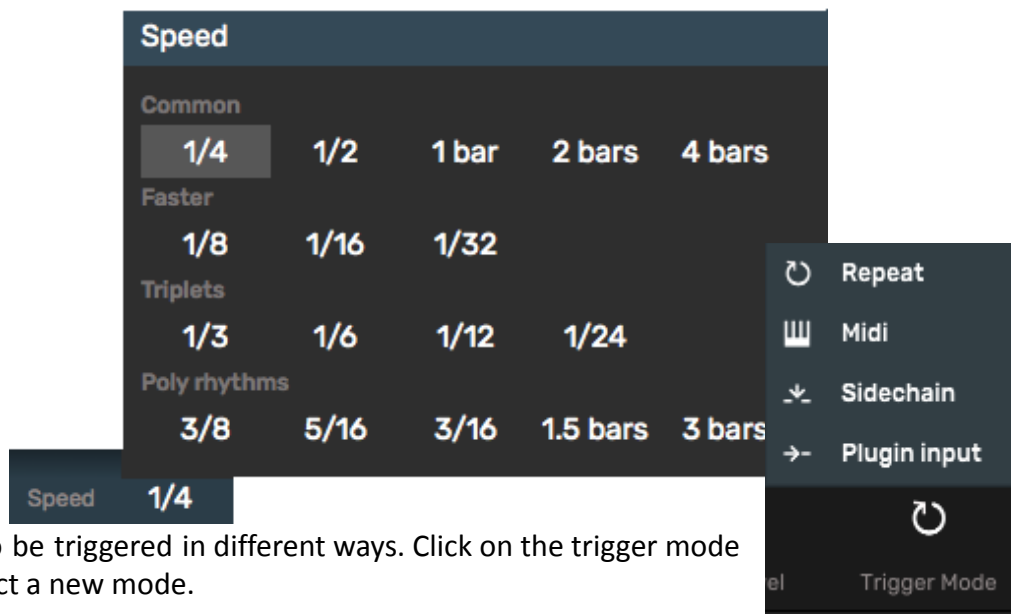 Speed
Common
1/4 1/2 1 bar 2 bars 4 bars
Faster
1/8 1/16 1/32
Triplets
1/3 1/6 1/12 1/24
Poly rhythms
3/8 5/16 3/16 1.5 bars 3 bars
Repeat
Midi
Sidechain
Plugin input
Speed 1/4
be triggered in different ways. Click on the trigger mode
a new mode.
Trigger Mode